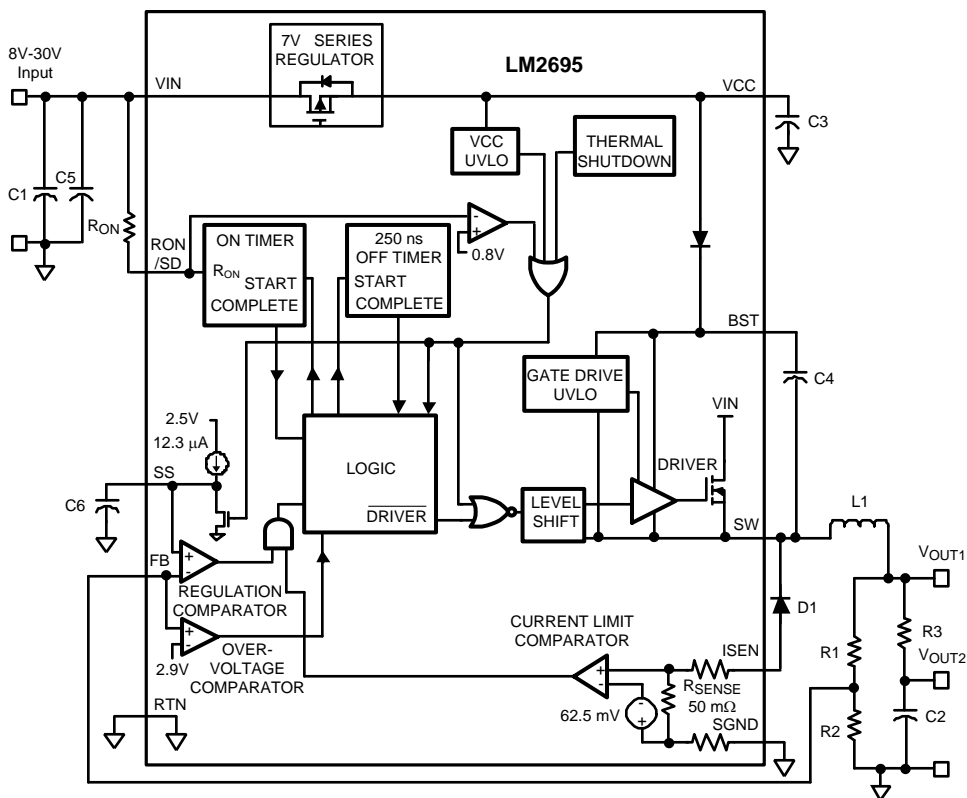 8V-30V
Input
VIN
7V SERIES
REGULATOR
LM2695
VCC
C3
VCC
UVLO
THERMAL
SHUTDOWN
C1
C5
RON
RON
/SD
ON TIMER
RON
START
COMPLETE
250 ns
OFF TIMER
START
COMPLETE
-
+
0.8V
BST
GATE DRIVE
UVLO
C4
VIN
2.5V
12.3 µA
SS
C6
LOGIC
DRIVER
DRIVER
LEVEL
SHIFT
SW
L1
FB
+
-
REGULATION
COMPARATOR
+
-
2.9V
OVER-
VOLTAGE
COMPARATOR
CURRENT LIMIT
COMPARATOR
+
-
62.5 mV
-
+
RSENSE
50 mΩ
ISEN
SGND
D1
VOUT1
R1
R3
VOUT2
R2
C2
RTN